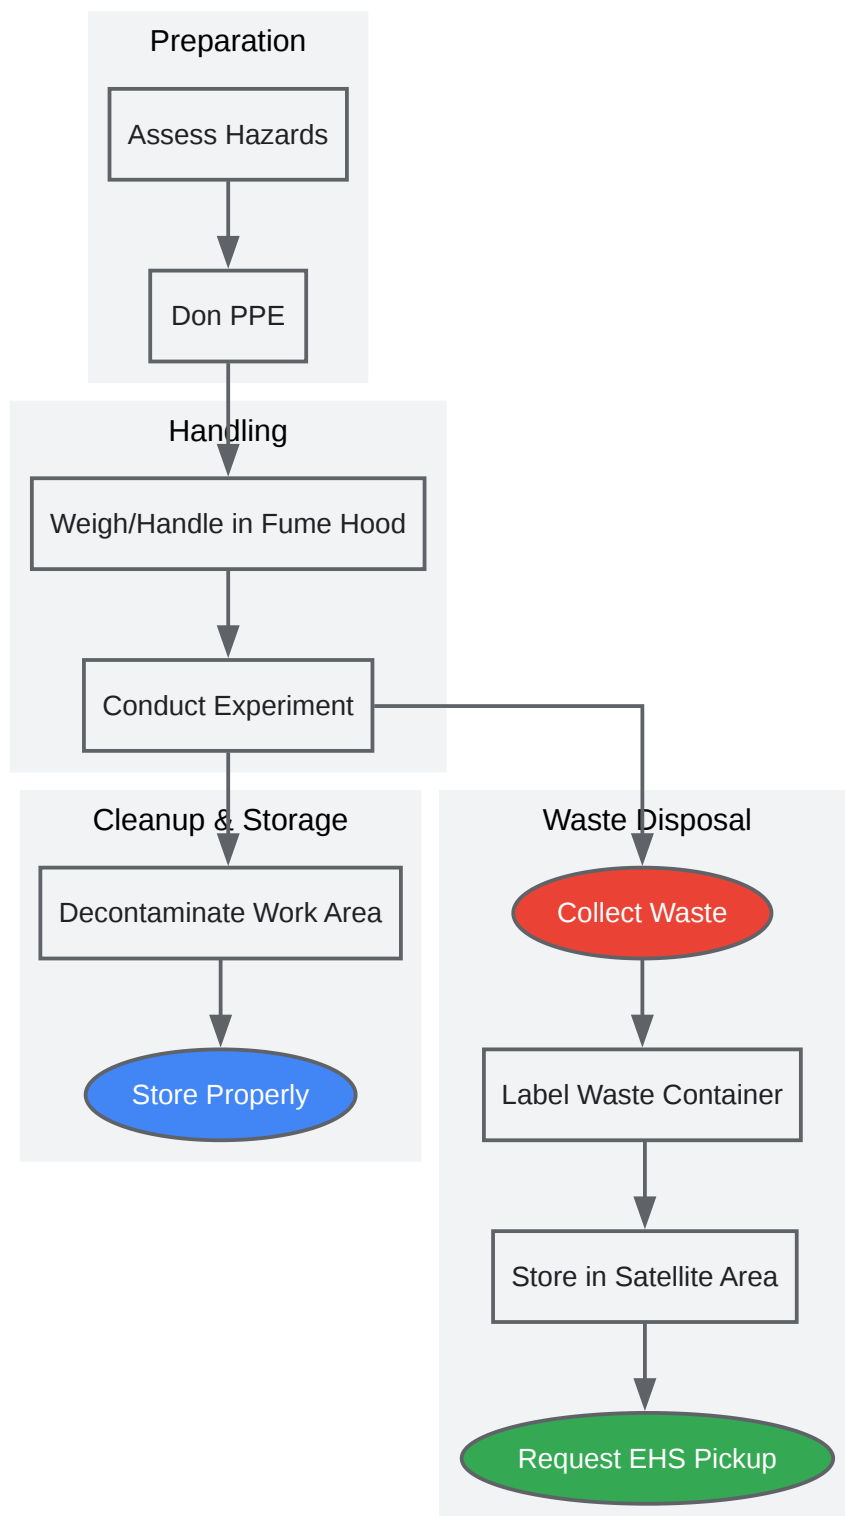 Preparation
Assess Hazards
Don PPE
Handling
Weigh/Handle in Fume Hood
Conduct Experiment
Cleanup & Storage
Decontaminate Work Area
Store Properly
Waste Disposal
Collect Waste
Label Waste Container
Store in Satellite Area
Request EHS Pickup